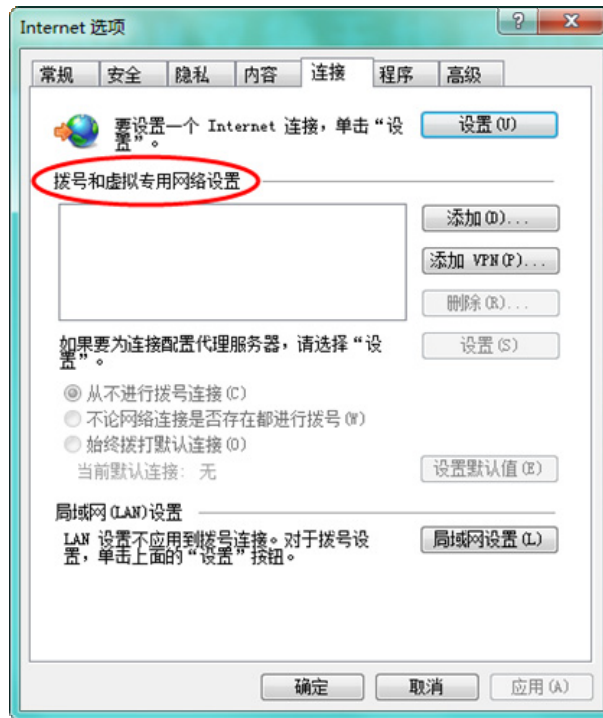 Internet 选项
常规 安全 隐私 内容 连接 程序 高级
要设置一个 Internet 连接，单击“设
置”。
设置(U)
拨号和虚拟专用网络设置
添加(D)...
添加 VPN(P)...
删除(R)...
如果要为连接配置代理服务器，请选择“设
置”。
设置(S)
从不进行拨号连接(C)
不论网络连接是否存在都进行拨号(W)
始终拨打默认连接(O)
当前默认连接: 无
设置默认值(E)
局域网(LAN)设置
LAN 设置不应用到拨号连接。对于拨号设
置，单击上面的“设置”按钮。
局域网设置(L)
确定 取消 应用(A)